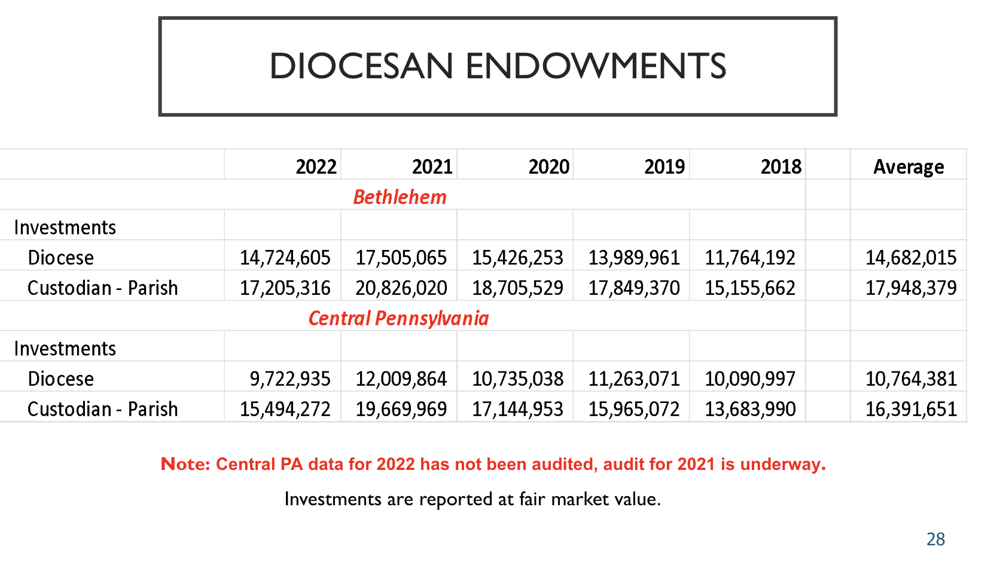 DIOCESAN ENDOWMENTS
2022 2021 2020 2019 2018 Average
Bethlehem
Investments
Diocese 14,724,605 17,505,065 15,426,253 13,989,961 11,764,192 14,682,015
Custodian - Parish 17,205,316 20,826,020 18,705,529 17,849,370 15,155,662 17,948,379
Central Pennsylvania
Investments
Diocese 9,722,935 12,009,864 10,735,038 11,263,071 10,090,997 10,764,381
Custodian - Parish 15,494,272 19,669,969 17,144,953 15,965,072 13,683,990 16,391,651
Note: Central PA data for 2022 has not been audited, audit for 2021 is underway.
Investments are reported at fair market value.
28